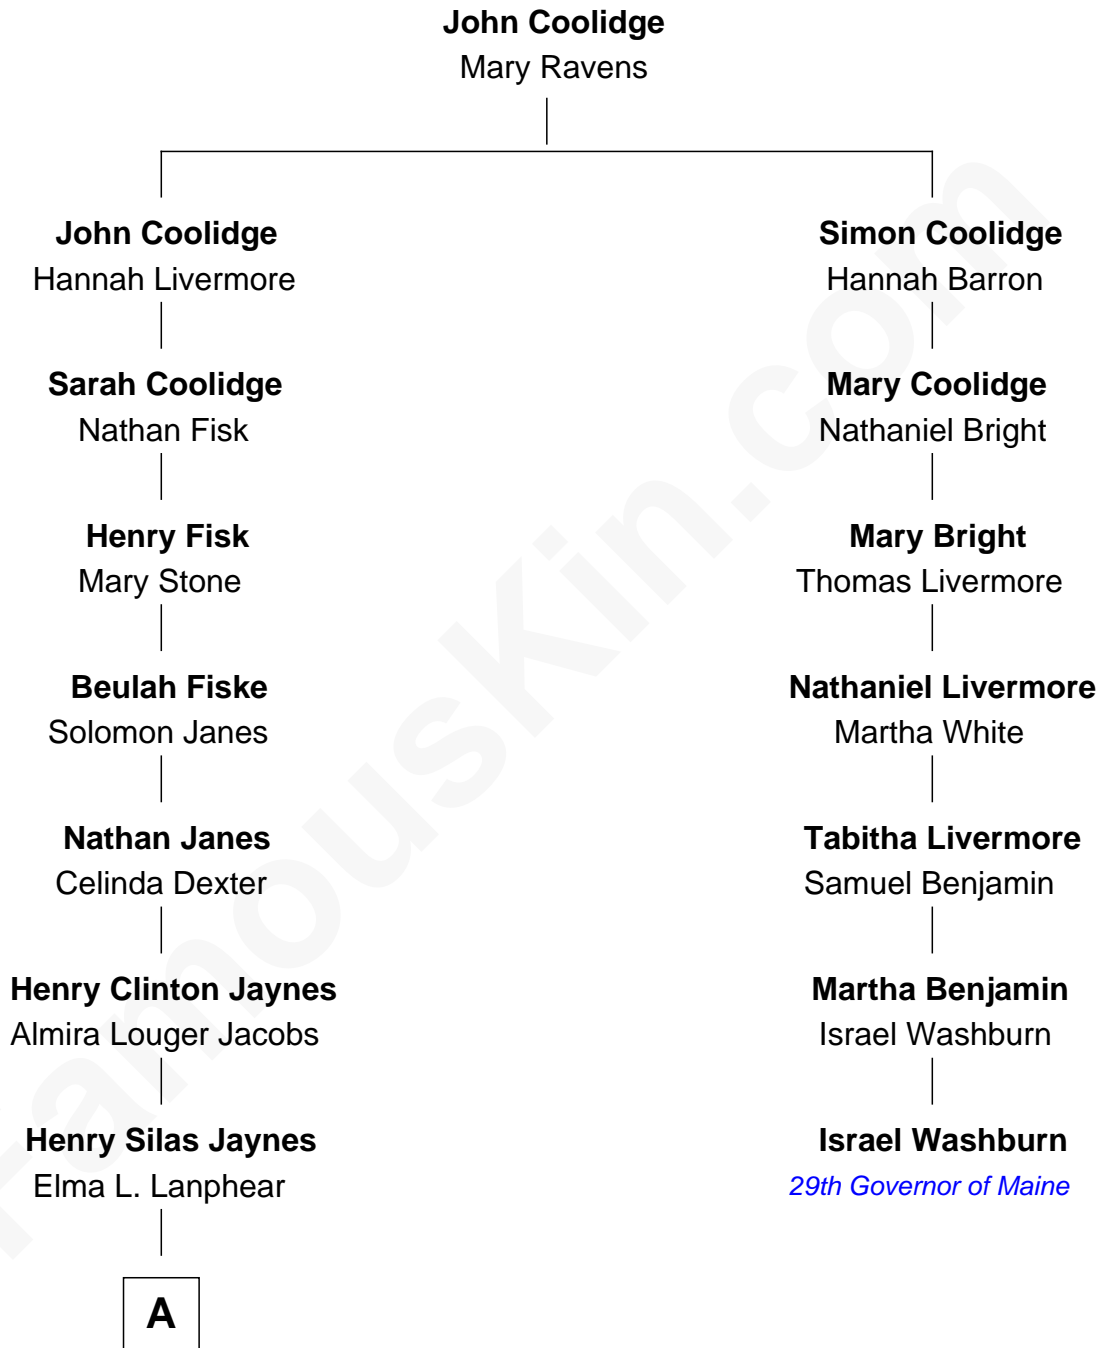 John Coolidge
Mary Ravens
John Coolidge
Hannah Livermore
Simon Coolidge
Hannah Barron
Sarah Coolidge
Nathan Fisk
Mary Coolidge
Nathaniel Bright
Henry Fisk
Mary Stone
Mary Bright
Thomas Livermore
Beulah Fiske
Solomon Janes
Nathaniel Livermore
Martha White
Nathan Janes
Celinda Dexter
Tabitha Livermore
Samuel Benjamin
Henry Clinton Jaynes
Almira Louger Jacobs
Martha Benjamin
Israel Washburn
Henry Silas Jaynes
Elma L. Lanphear
Israel Washburn
29th Governor of Maine
A
FamousKin.com